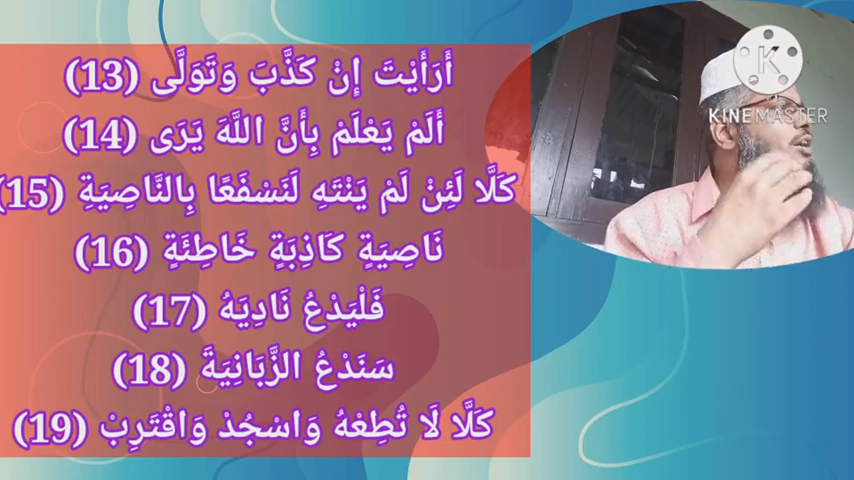 أَرَأَيْتَ إِنْ كَذَّبَ وَتَوَلَّى (13)
أَلَمْ يَعْلَمْ بِأَنَّ اللَّهَ يَرَى (14)
كَلَّا لَئِنْ لَمْ يَنْتَهِ لَنَسْفَعًا بِالنَّاصِيَةِ (15)
نَاصِيَةٍ كَاذِبَةٍ خَاطِئَةٍ (16)
فَلْيَدْعُ نَادِيَهُ (17)
سَنَدْعُ الزَّبَانِيَةَ (18)
كَلَّا لَا تُطِعْهُ وَاسْجُدْ وَاقْتَرِبْ (19)
K
KINEMASTER